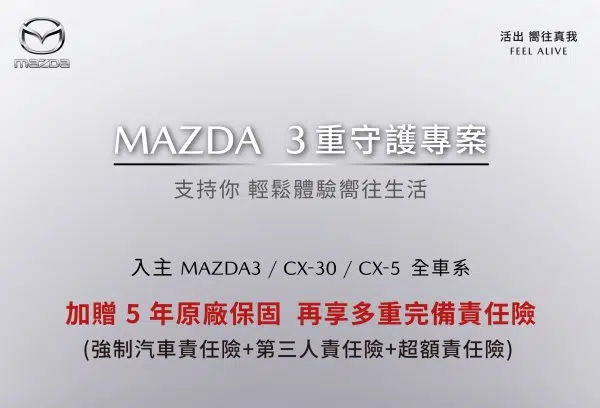 mazda
活出 嚮往真我
FEEL ALIVE
MAZDA 3重守護專案
支持你 輕鬆體驗嚮往生活
入主 MAZDA3 / CX-30 / CX-5 全車系
加贈 5 年原廠保固 再享多重完備責任險
(強制汽車責任險+第三人責任險+超額責任險)